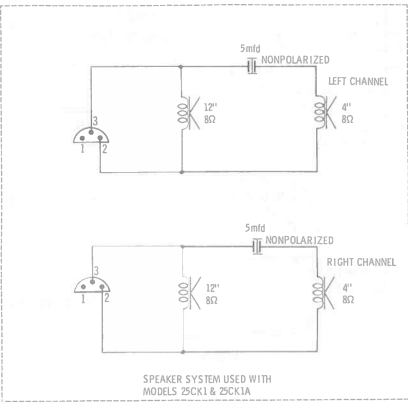 5mfd
NONPOLARIZED
LEFT CHANNEL
12"
8Ω
4"
8Ω
3
1 2
5mfd
NONPOLARIZED
RIGHT CHANNEL
12"
8Ω
4"
8Ω
3
1 2
SPEAKER SYSTEM USED WITH
MODELS 25CK1 & 25CK1A